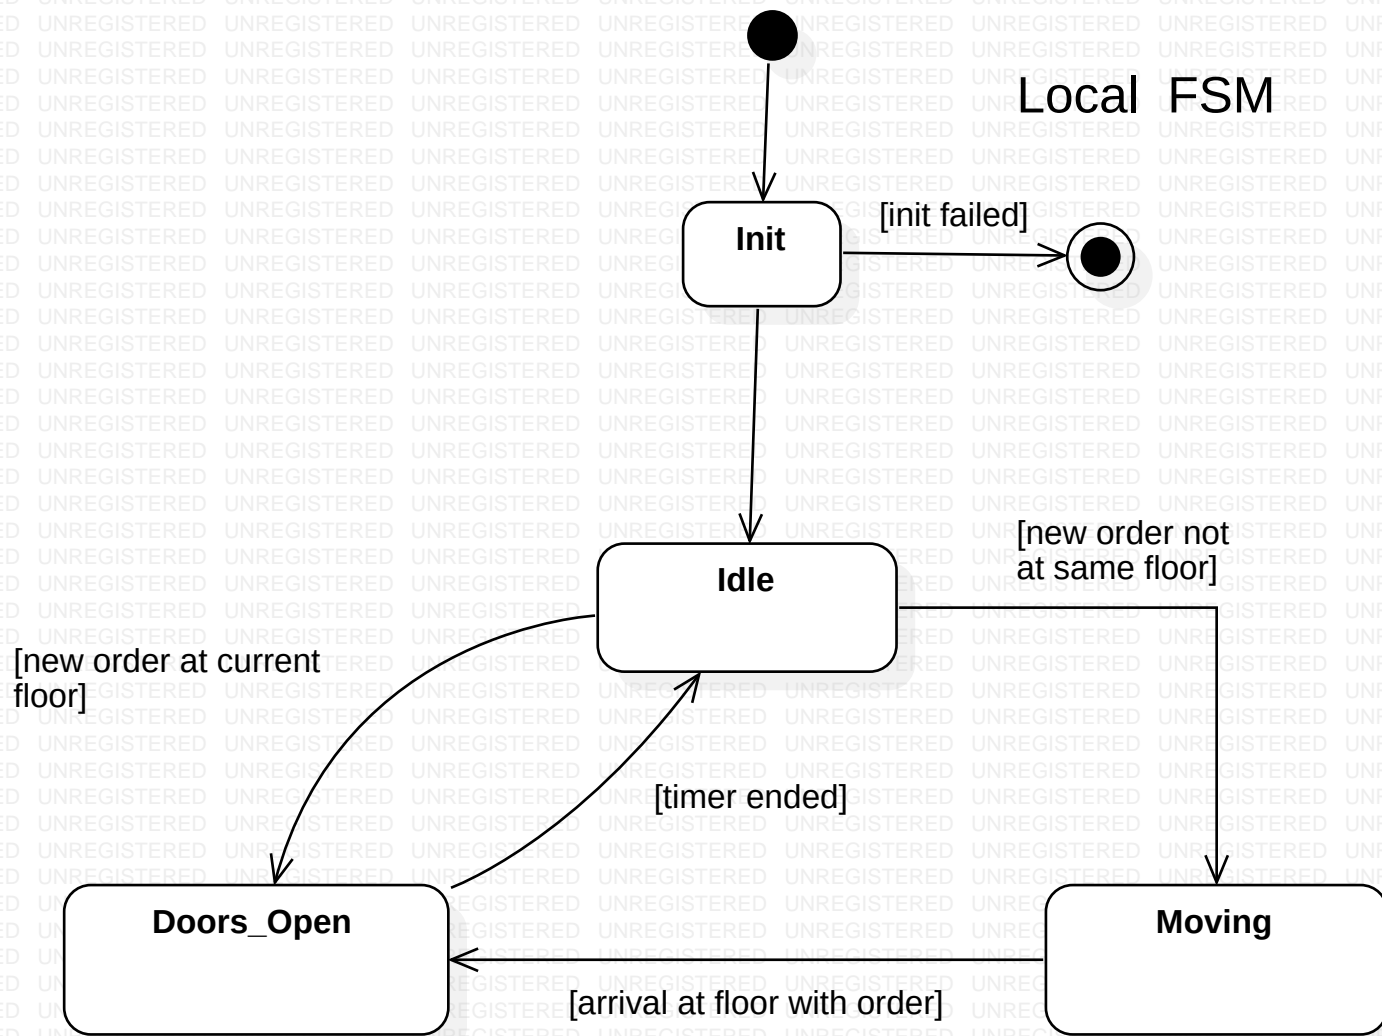 Local FSM
[init failed]
Init
[new order not
at same floor]
Idle
[new order at current
floor]
[timer ended]
Doors_Open
Moving
[arrival at floor with order]
UNREGISTERED